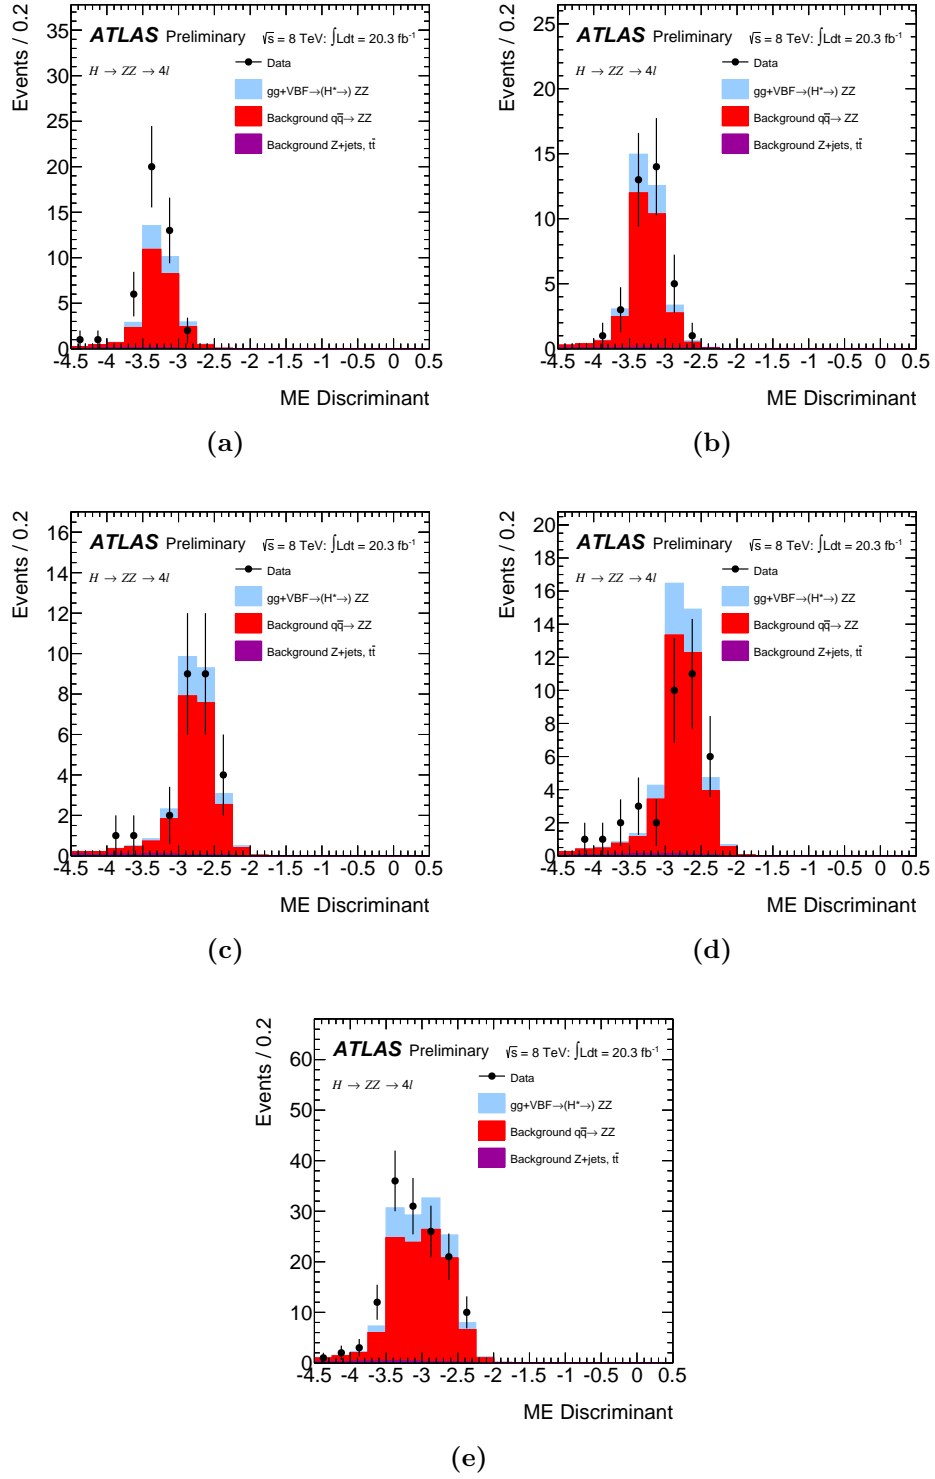 Events / 0.2
ATLAS Preliminary √s = 8 TeV: ∫Ldt = 20.3 fb⁻¹
H → ZZ → 4l
Data
gg+VBF→(H*→) ZZ
Background qq̅→ ZZ
Background Z+jets, tt̅
35
30
25
20
15
10
5
0
-4.5 -4 -3.5 -3 -2.5 -2 -1.5 -1 -0.5 0 0.5
ME Discriminant
(a)
Events / 0.2
ATLAS Preliminary √s = 8 TeV: ∫Ldt = 20.3 fb⁻¹
H → ZZ → 4l
Data
gg+VBF→(H*→) ZZ
Background qq̅→ ZZ
Background Z+jets, tt̅
25
20
15
10
5
0
-4.5 -4 -3.5 -3 -2.5 -2 -1.5 -1 -0.5 0 0.5
ME Discriminant
(b)
Events / 0.2
ATLAS Preliminary √s = 8 TeV: ∫Ldt = 20.3 fb⁻¹
H → ZZ → 4l
Data
gg+VBF→(H*→) ZZ
Background qq̅→ ZZ
Background Z+jets, tt̅
16
14
12
10
8
6
4
2
0
-4.5 -4 -3.5 -3 -2.5 -2 -1.5 -1 -0.5 0 0.5
ME Discriminant
(c)
Events / 0.2
ATLAS Preliminary √s = 8 TeV: ∫Ldt = 20.3 fb⁻¹
H → ZZ → 4l
Data
gg+VBF→(H*→) ZZ
Background qq̅→ ZZ
Background Z+jets, tt̅
20
18
16
14
12
10
8
6
4
2
0
-4.5 -4 -3.5 -3 -2.5 -2 -1.5 -1 -0.5 0 0.5
ME Discriminant
(d)
Events / 0.2
ATLAS Preliminary √s = 8 TeV: ∫Ldt = 20.3 fb⁻¹
H → ZZ → 4l
Data
gg+VBF→(H*→) ZZ
Background qq̅→ ZZ
Background Z+jets, tt̅
60
50
40
30
20
10
0
-4.5 -4 -3.5 -3 -2.5 -2 -1.5 -1 -0.5 0 0.5
ME Discriminant
(e)